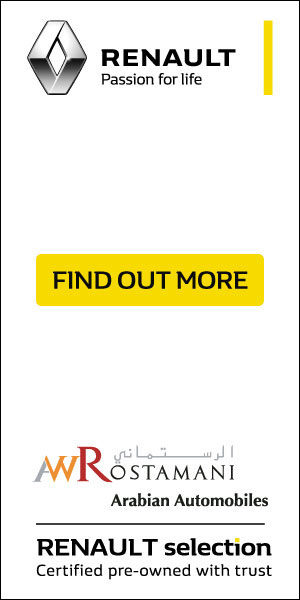 RENAULT
Passion for life
FIND OUT MORE
الرستماني
AWROSTAMANI
Arabian Automobiles
RENAULT selection
Certified pre-owned with trust